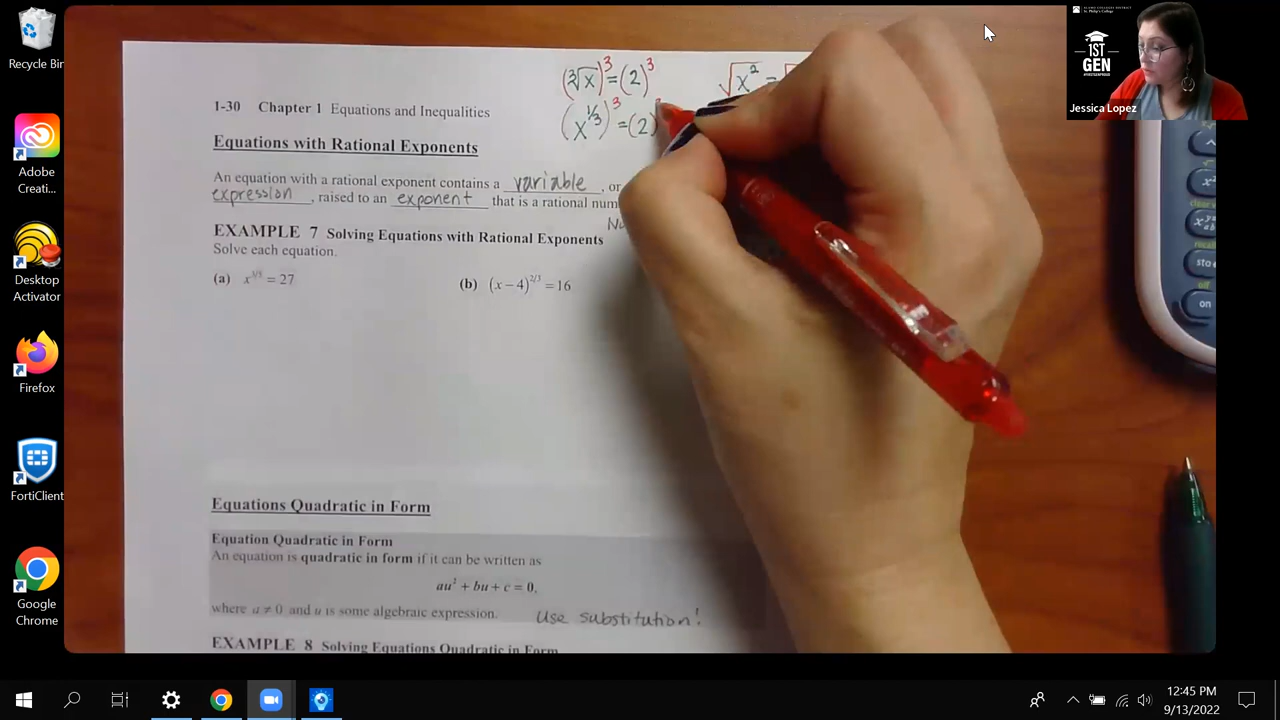 Recycle Bin
Adobe
Creati...
Desktop
Activator
Firefox
FortiClient
Google
Chrome
(∛x)³ = (2)³
(x^1/3)³ = (2)
√x² = √
1-30 Chapter 1 Equations and Inequalities
Equations with Rational Exponents
An equation with a rational exponent contains a variable, or
expression, raised to an exponent that is a rational num
EXAMPLE 7 Solving Equations with Rational Exponents
Solve each equation.
(a) x^3/5 = 27
(b) (x − 4)^2/3 = 16
Equations Quadratic in Form
Equation Quadratic in Form
An equation is quadratic in form if it can be written as
au² + bu + c = 0,
where a ≠ 0 and u is some algebraic expression. Use substitution!
EXAMPLE 8 Solving Equations Quadratic in Form
1ST
GEN
Jessica Lopez
x²
sto
on
12:45 PM
9/13/2022